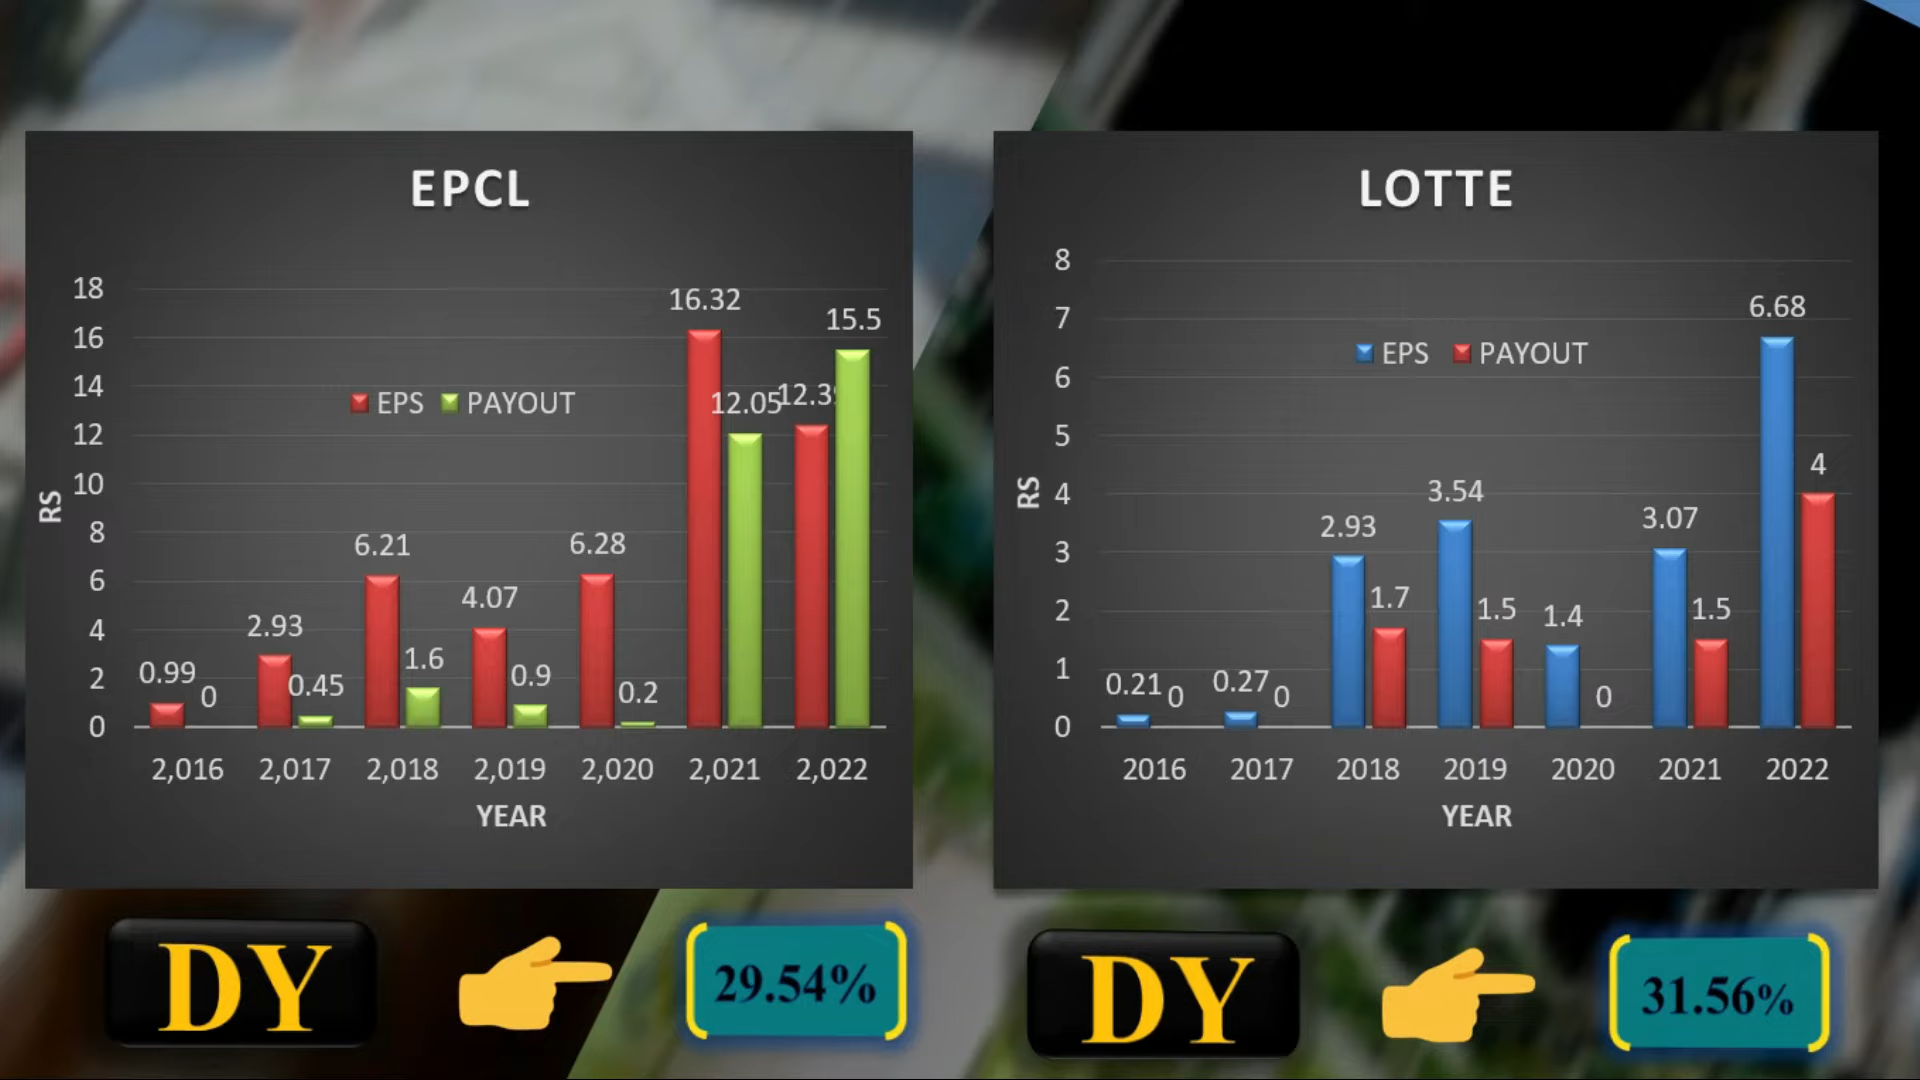 EPCL
18
16
14
12
10
8
6
4
2
0
RS
EPS PAYOUT
0.99 0
2.93 0.45
6.21 1.6
4.07 0.9
6.28 0.2
16.32 12.05
15.5
2,016 2,017 2,018 2,019 2,020 2,021 2,022
YEAR
DY 29.54%
LOTTE
8
7
6
5
4
3
2
1
0
RS
EPS PAYOUT
0.21 0
0.27 0
2.93 1.7
3.54 1.5
1.4 0
3.07 1.5
6.68 4
2016 2017 2018 2019 2020 2021 2022
YEAR
DY 31.56%